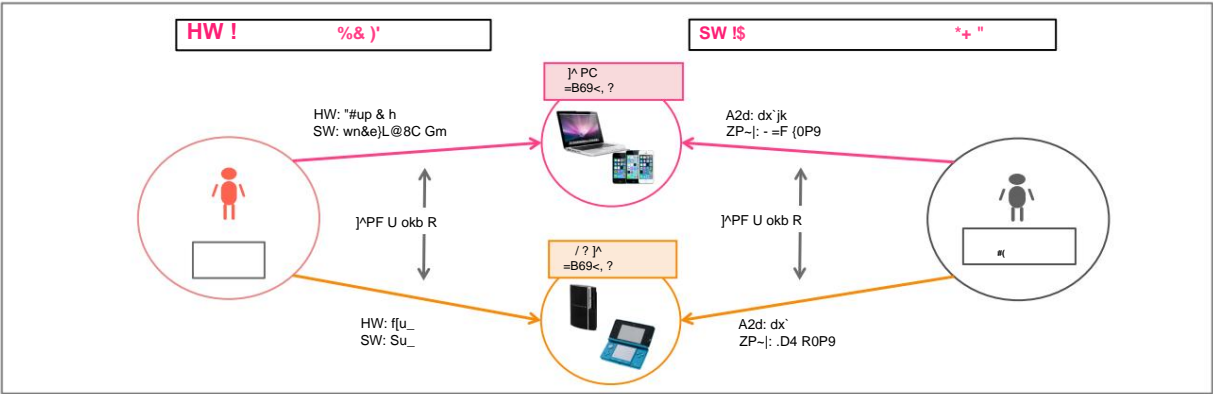 HW ! %& )'
SW !$ *+ "
]^ PC
=B69<, ?
HW: "#up & h
SW: wn&e}L@8C Gm
A2d: dx`jk
ZP~|: - =F {0P9
]^PF U okb R
]^PF U okb R
#(
/ ? ]^
=B69<, ?
HW: f[u_
SW: Su_
A2d: dx`
ZP~|: .D4 R0P9